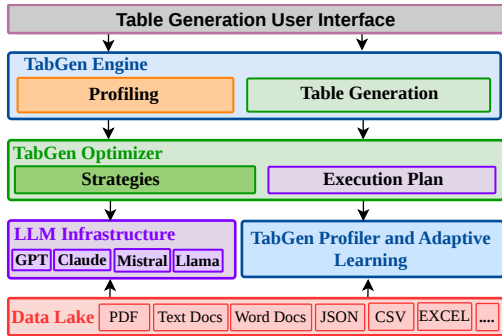 Table Generation User Interface
TabGen Engine
Profiling
Table Generation
TabGen Optimizer
Strategies
Execution Plan
LLM Infrastructure
GPT
Claude
Mistral
Llama
TabGen Profiler and Adaptive
Learning
Data Lake
PDF
Text Docs
Word Docs
JSON
CSV
EXCEL
....